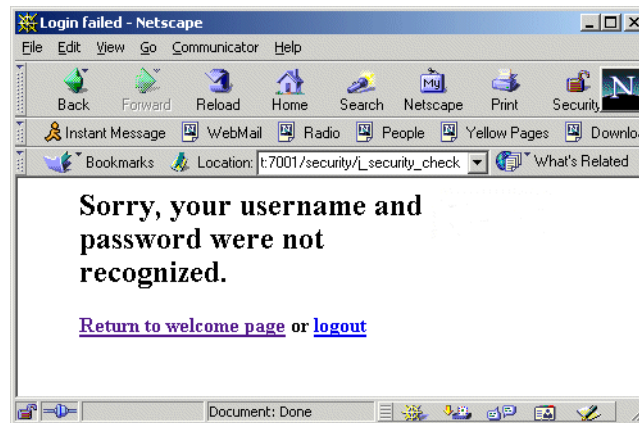 Login failed - Netscape
File Edit View Go Communicator Help
Back Forward Reload Home Search Netscape Print Security
My
N
Instant Message WebMail Radio People Yellow Pages Downlo
Bookmarks Location: t:7001/security/j_security_check What's Related
Sorry, your username and
password were not
recognized.
Return to welcome page or logout
Document: Done